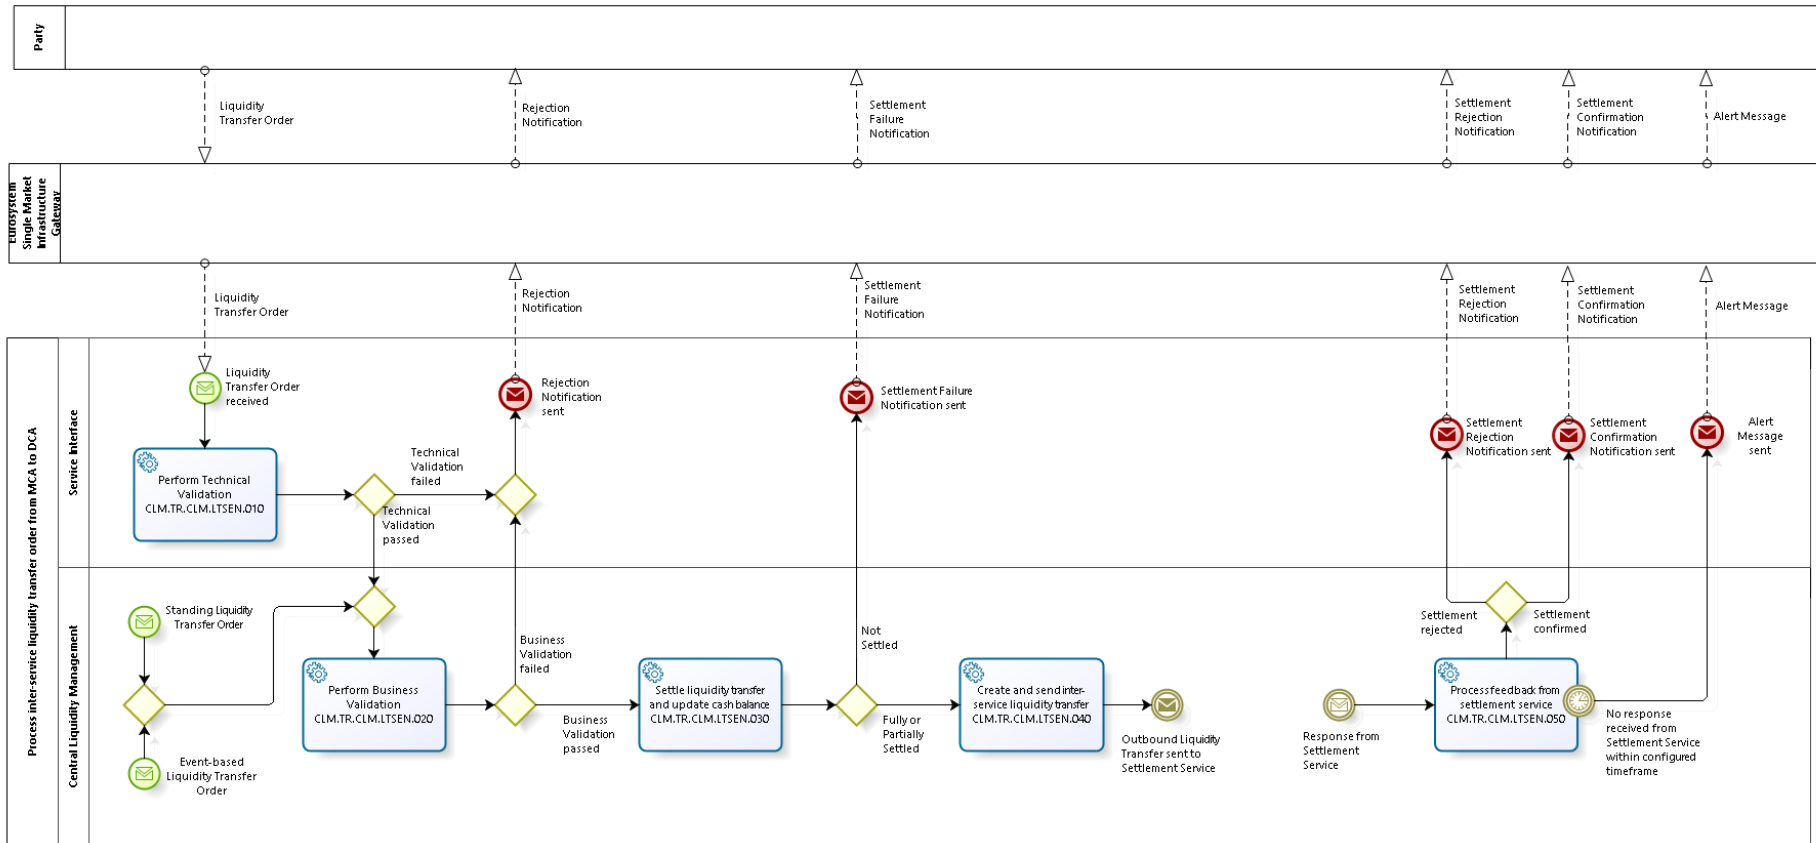 Party
Liquidity
Transfer Order
Rejection
Notification
Settlement
Failure
Notification
Settlement
Rejection
Notification
Settlement
Confirmation
Notification
Alert Message
Eurosystem
Single Market
Infrastructure
Gateway
Liquidity
Transfer Order
Rejection
Notification
Settlement
Failure
Notification
Settlement
Rejection
Notification
Settlement
Confirmation
Notification
Alert Message
Process inter-service liquidity transfer order from MCA to DCA
Service Interface
Liquidity
Transfer Order
received
Rejection
Notification
sent
Settlement Failure
Notification sent
Settlement
Rejection
Notification sent
Settlement
Confirmation
Notification sent
Alert
Message
sent
Perform Technical
Validation
CLM.TR.CLM.LTSEN.010
Technical
Validation
failed
Technical
Validation
passed
Central Liquidity Management
Standing Liquidity
Transfer Order
Event-based
Liquidity Transfer
Order
Perform Business
Validation
CLM.TR.CLM.LTSEN.020
Business
Validation
failed
Business
Validation
passed
Settle liquidity transfer
and update cash balance
CLM.TR.CLM.LTSEN.030
Not
Settled
Fully or
Partially
Settled
Create and send inter-
service liquidity transfer
CLM.TR.CLM.LTSEN.040
Outbound Liquidity
Transfer sent to
Settlement Service
Response from
Settlement
Service
Process feedback from
settlement service
CLM.TR.CLM.LTSEN.050
Settlement
rejected
Settlement
confirmed
No response
received from
Settlement Service
within configured
timeframe